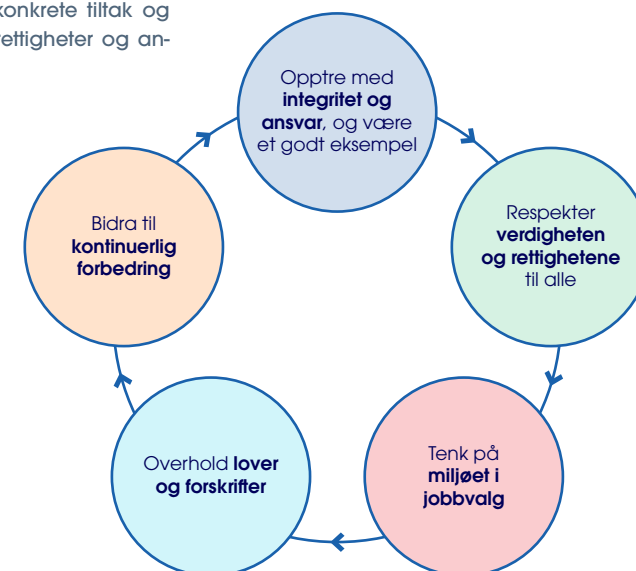 konkrete tiltak og
rettigheter og an-
Opptre med
integritet og
ansvar, og være
et godt eksempel
Respekter
verdigheten
og rettighetene
til alle
Tenk på
miljøet i
jobbvalg
Overhold lover
og forskrifter
Bidra til
kontinuerlig
forbedring